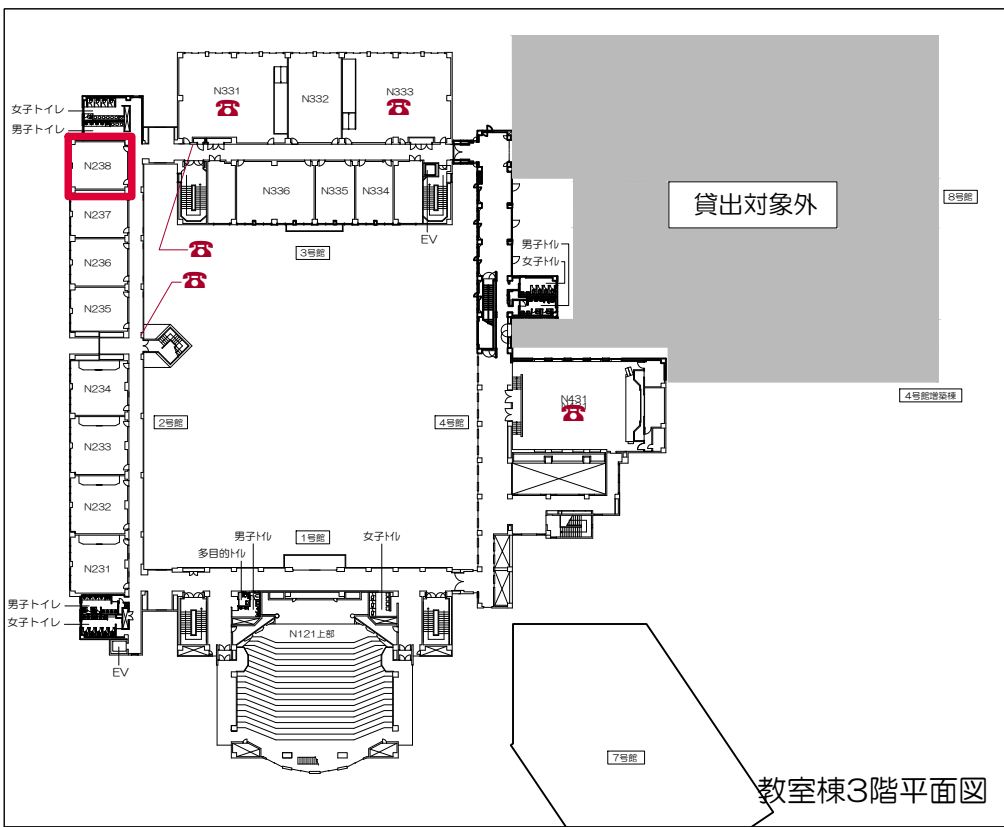 N331
N332
N333
女子トイレ
男子トイレ
N238
N336
N335
N334
貸出対象外
8号館
N237
EV
3号館
男子トイレ
女子トイレ
N236
N235
N234
N431
4号館増築棟
2号館
4号館
N233
N232
男子トイレ
1号館
女子トイレ
多目的トイレ
N231
男子トイレ
女子トイレ
N121上部
EV
7号館
教室棟3階平面図